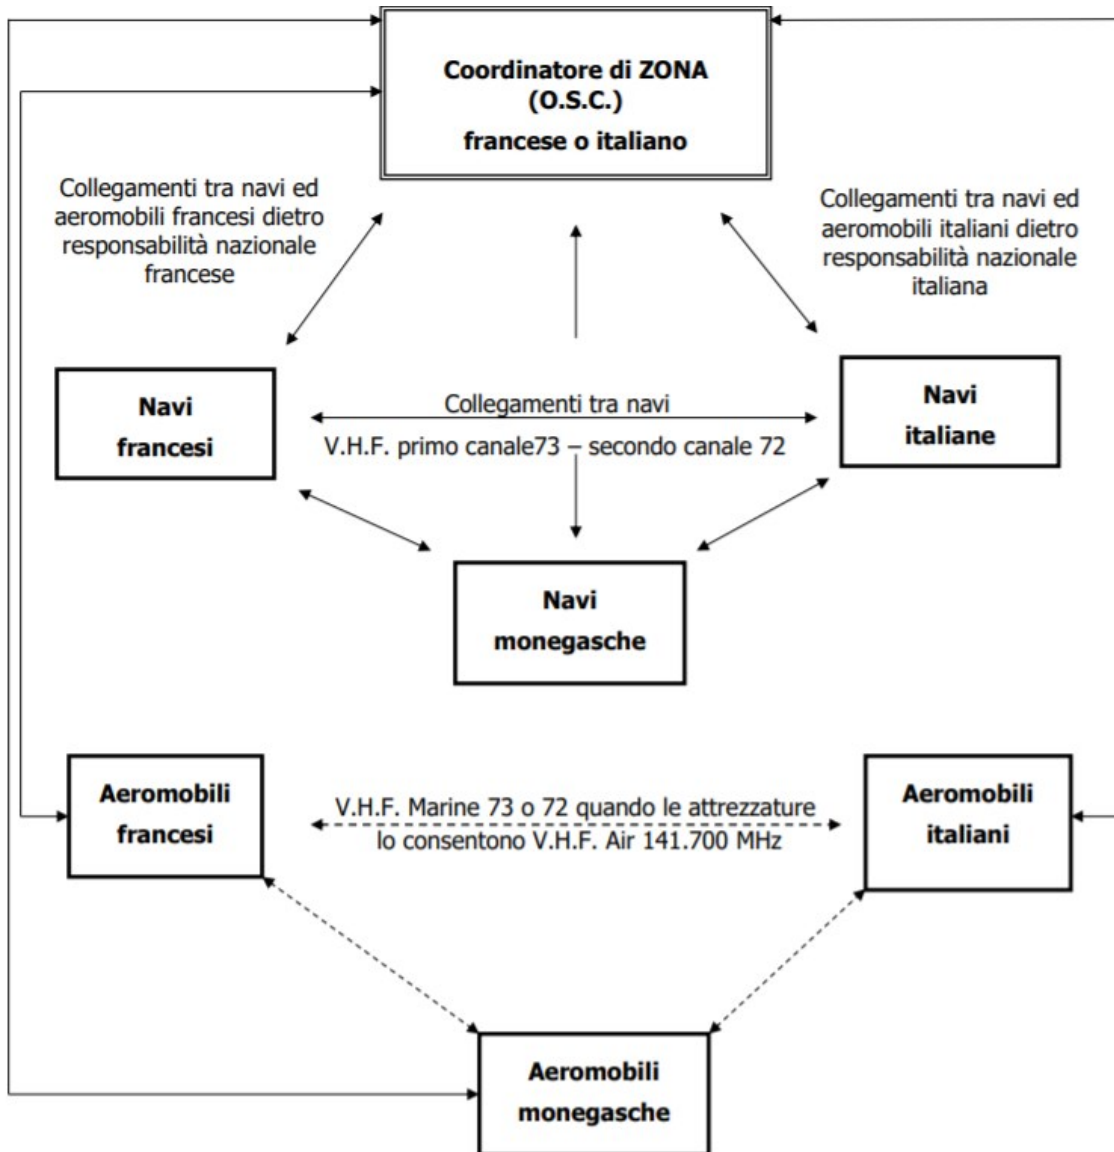 Coordinatore di ZONA
(O.S.C.)
francese o italiano
Collegamenti tra navi ed
aeromobili francesi dietro
responsabilità nazionale
francese
Collegamenti tra navi ed
aeromobili italiani dietro
responsabilità nazionale
italiana
Navi
francesi
Collegamenti tra navi
V.H.F. primo canale73 – secondo canale 72
Navi
italiane
Navi
monegasche
Aeromobili
francesi
V.H.F. Marine 73 o 72 quando le attrezzature
lo consentono V.H.F. Air 141.700 MHz
Aeromobili
italiani
Aeromobili
monegasche